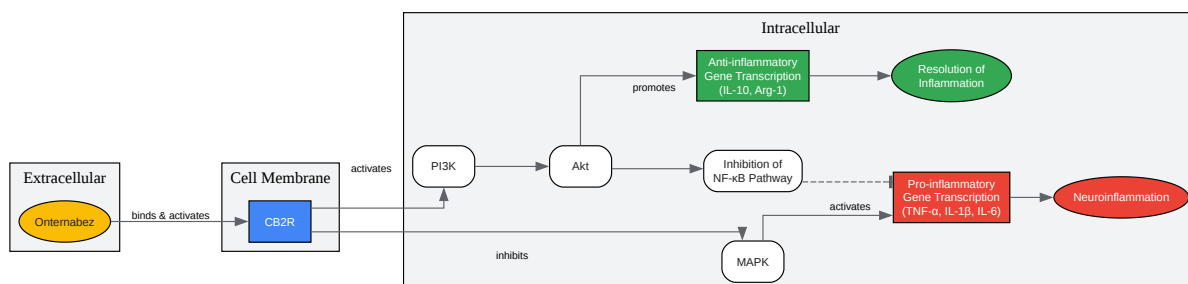 Intracellular
Anti-inflammatory
Gene Transcription
(IL-10, Arg-1)
Resolution of
Inflammation
promotes
activates
PI3K
Akt
Inhibition of
NF-κB Pathway
Extracellular
Cell Membrane
Pro-inflammatory
Gene Transcription
(TNF-α, IL-1β, IL-6)
Neuroinflammation
Onternabez
binds & activates
CB2R
activates
inhibits
MAPK